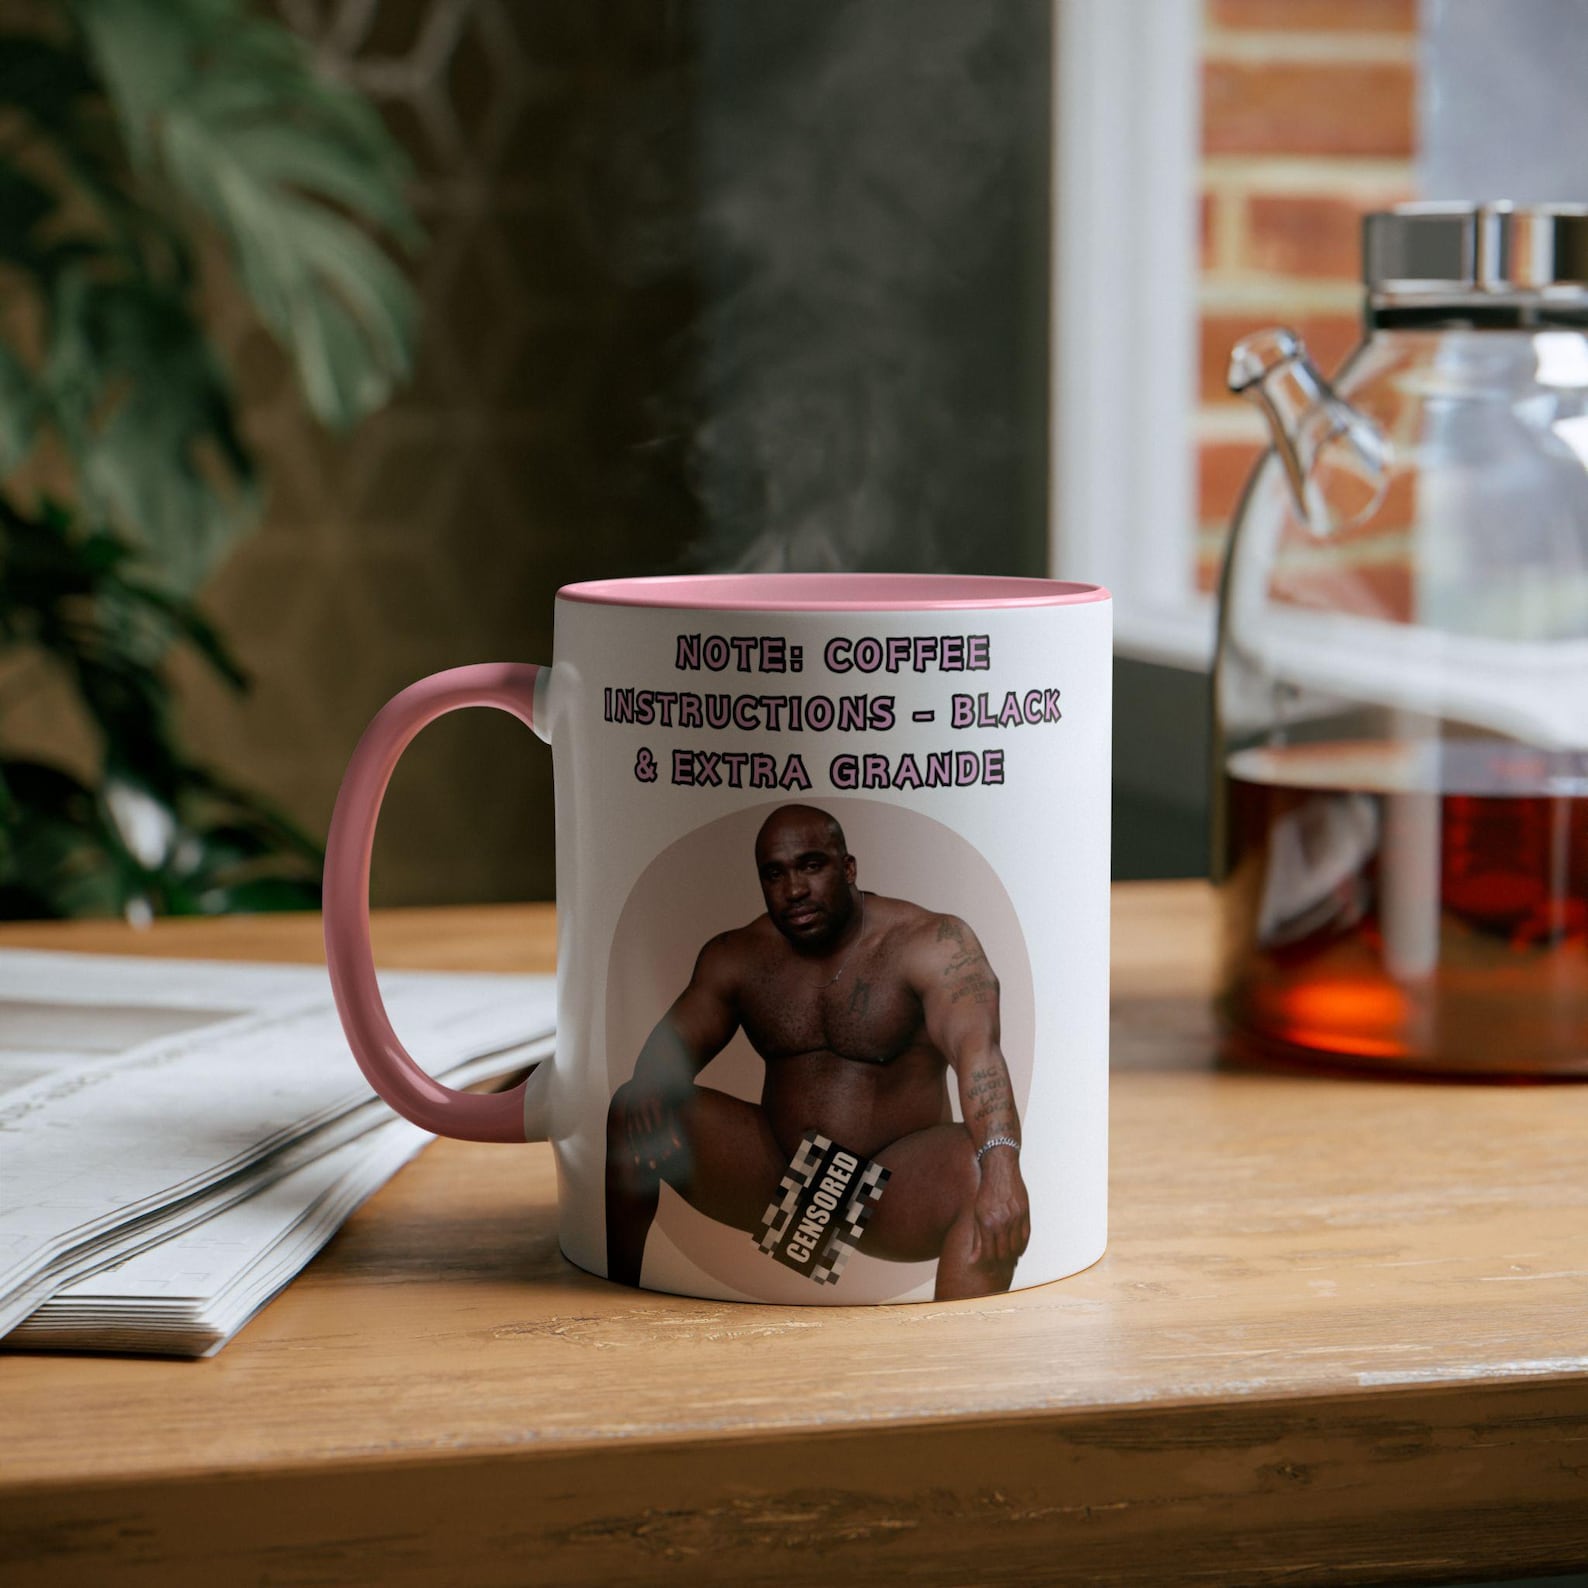 NOTE: COFFEE
INSTRUCTIONS – BLACK
& EXTRA GRANDE
CENSORED